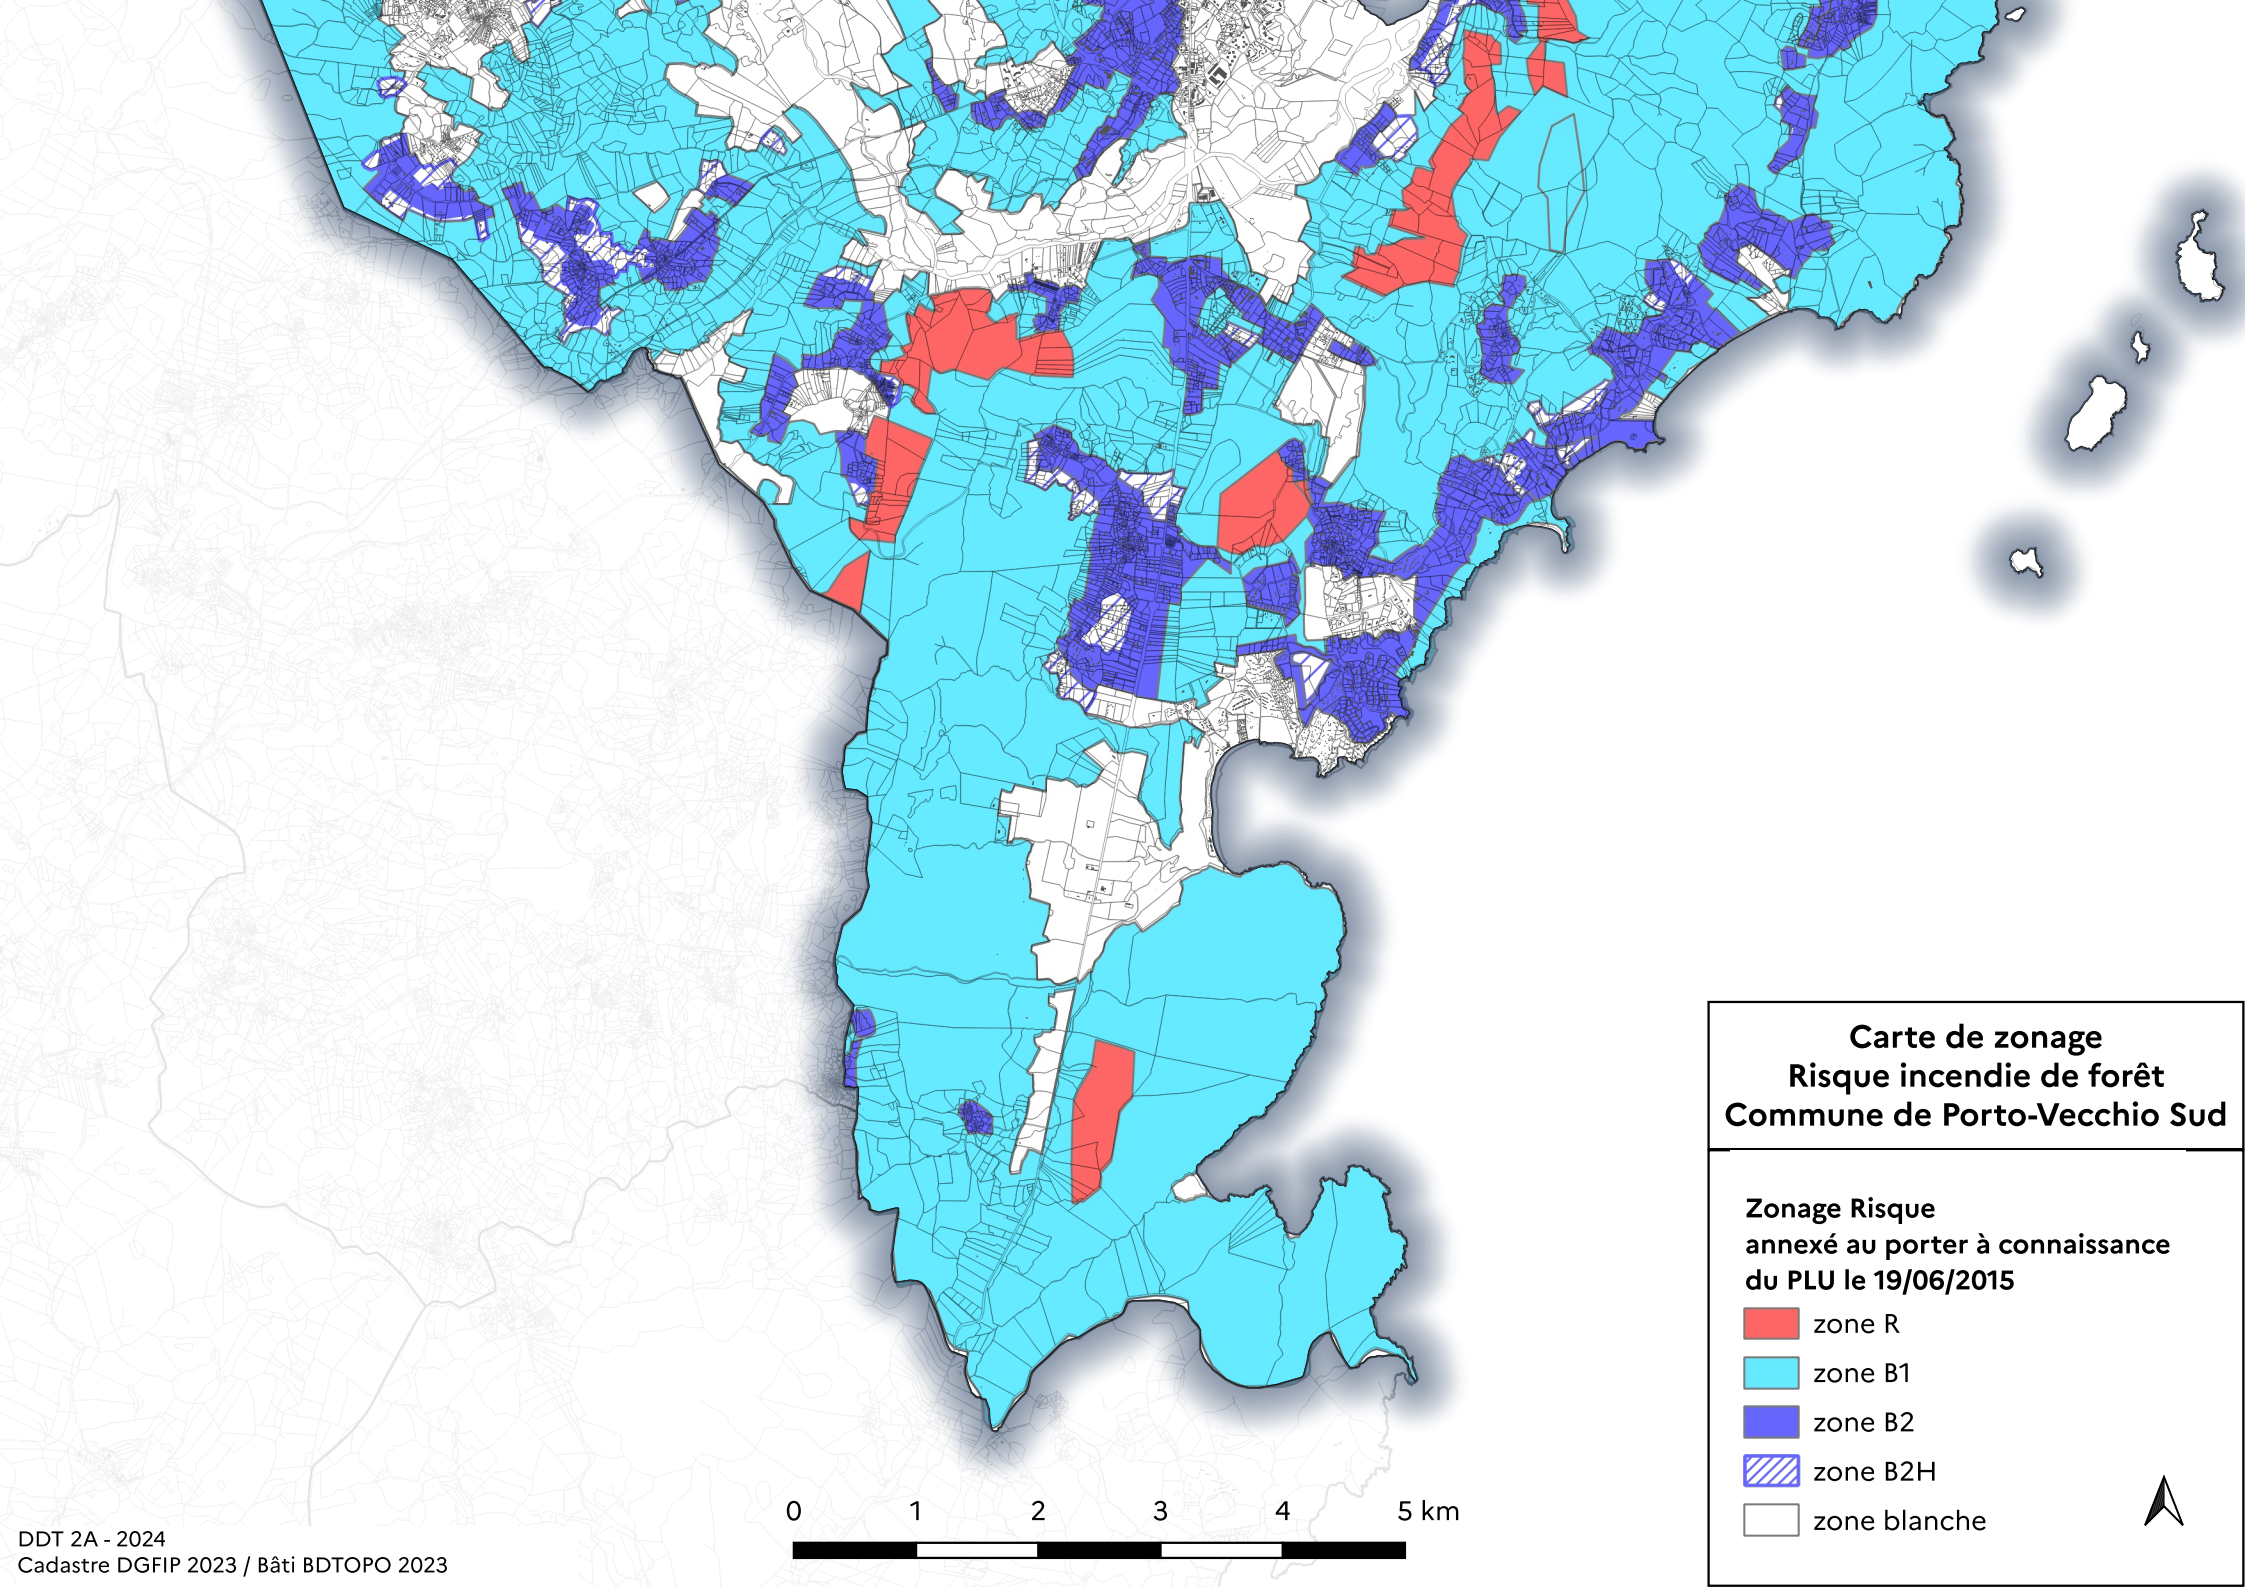 Carte de zonage
Risque incendie de forêt
Commune de Porto-Vecchio Sud
Zonage Risque
annexé au porter à connaissance
du PLU le 19/06/2015
zone R
zone B1
zone B2
zone B2H
zone blanche
0 1 2 3 4 5 km
DDT 2A - 2024
Cadastre DGFIP 2023 / Bâti BDTOPO 2023